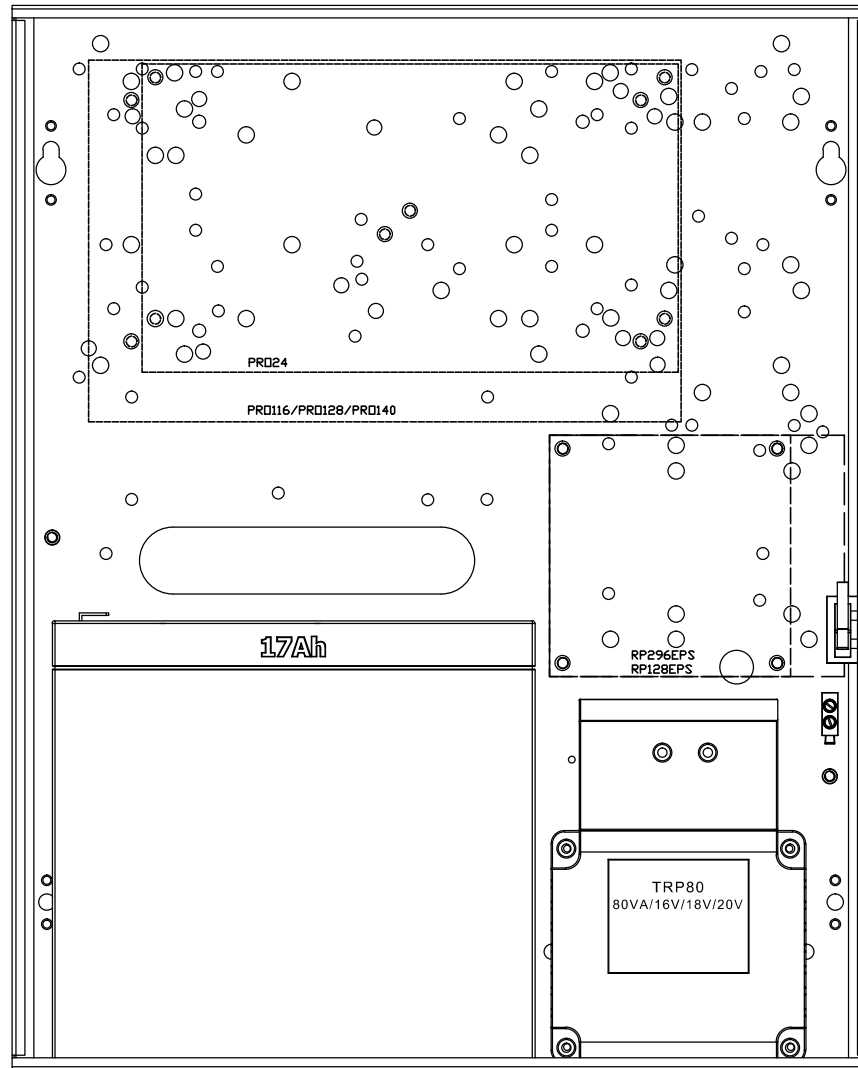 PRO24
PRO116/PRO128/PRO140
17Ah
RP296EPS
RP128EPS
TRP80
80VA/16V/18V/20V